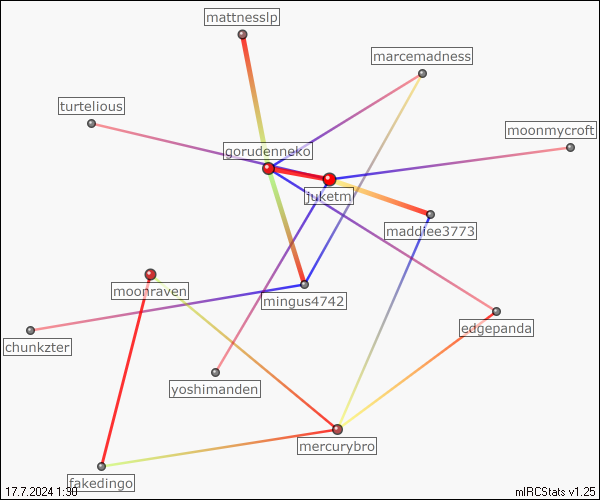 mattnesslp
marcemadness
turtelious
moonmycroft
gorudenneko
juketm
maddiee3773
moonraven
mingus4742
edgepanda
chunkzter
yoshimanden
mercurybro
fakedingo
17.7.2024 1:30
mIRCStats v1.25